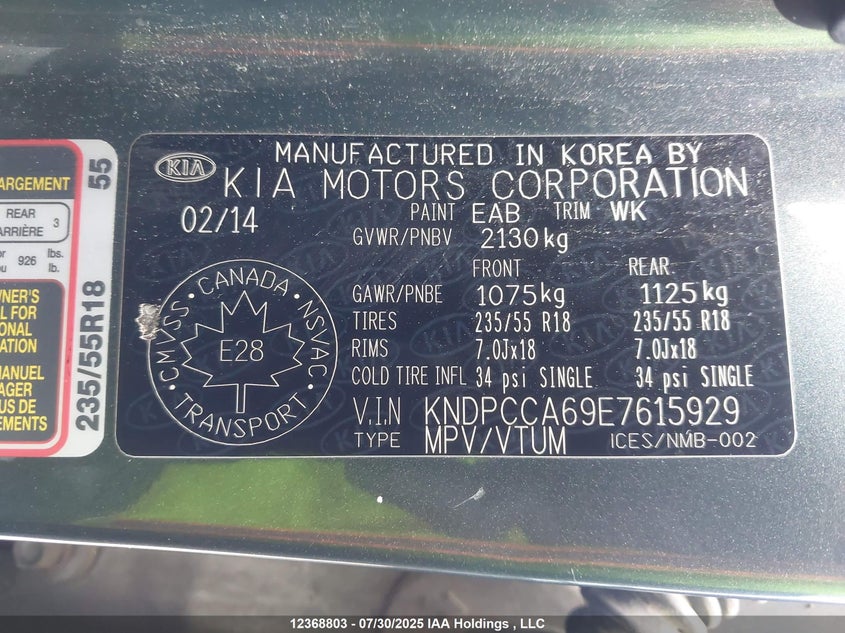 ARGEMENT
REAR
ARRIÈRE 3
926 lbs.
lb.
WNER'S
L FOR
IONAL
ATION
MANUEL
AGER
US DE
EMENTS
235/55R18
55
KIA
MANUFACTURED IN KOREA BY
KIA MOTORS CORPORATION
02/14 PAINT EAB TRIM WK
GVWR/PNBV 2130kg
FRONT REAR
GAWR/PNBE 1075kg 1125kg
TIRES 235/55 R18 235/55 R18
RIMS 7.0Jx18 7.0Jx18
COLD TIRE INFL 34 psi SINGLE 34 psi SINGLE
V.I.N KNDPCCA69E7615929
TYPE MPV/VTUM ICES/NMB-002
CANADA
CMVSS · NSVAC
E28
TRANSPORT
12368803 - 07/30/2025 IAA Holdings , LLC